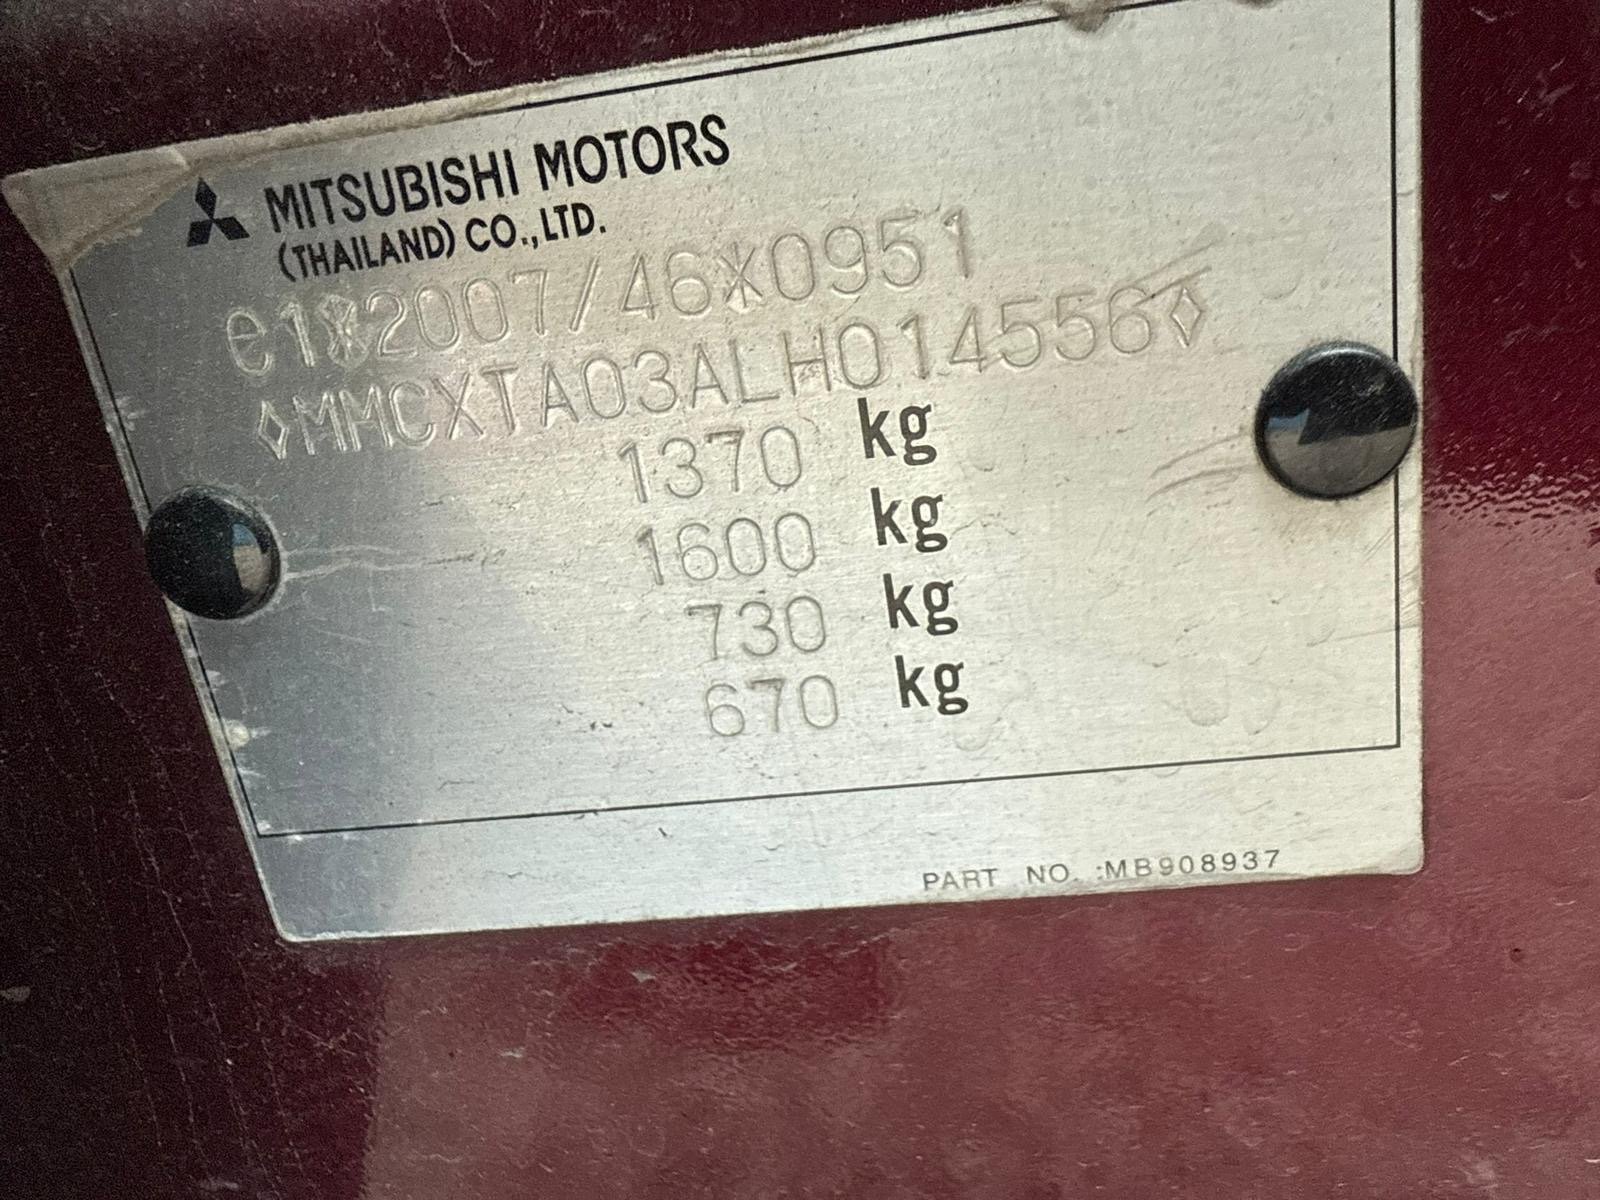 MITSUBISHI MOTORS
(THAILAND) CO.,LTD.
e1*2007/46*0951
◊MMCXTA03ALH014556◊
1370 kg
1600 kg
730 kg
670 kg
PART NO. :MB908937